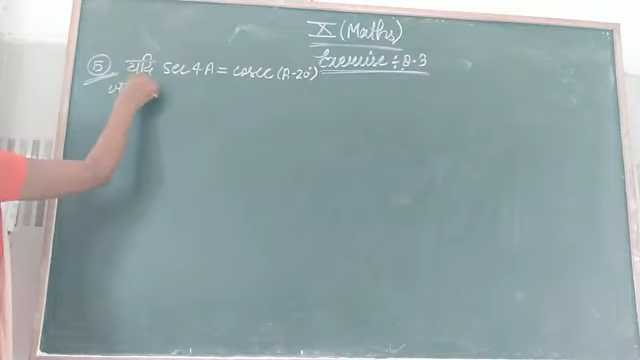 X (Maths)
Exercise :- 8.3
(5) यदि sec 4A = cosec (A-20°)